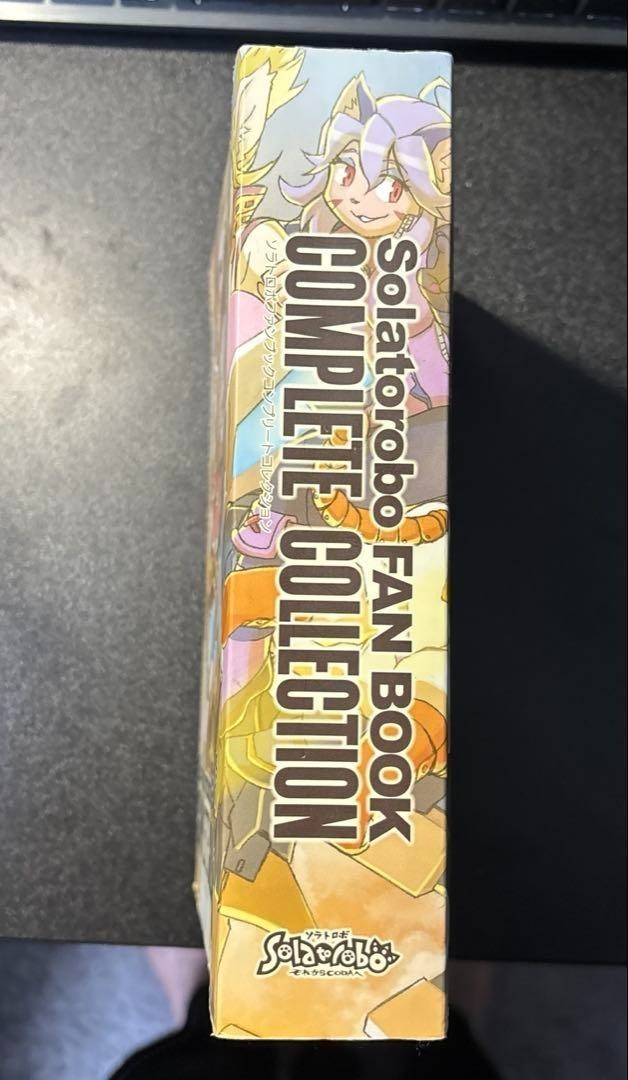 Solatorobo FAN BOOK
COMPLETE COLLECTION
ソラトロボファンブックコンプリートコレクション
ソラトロボ
Solatorobo
それからCODAへ